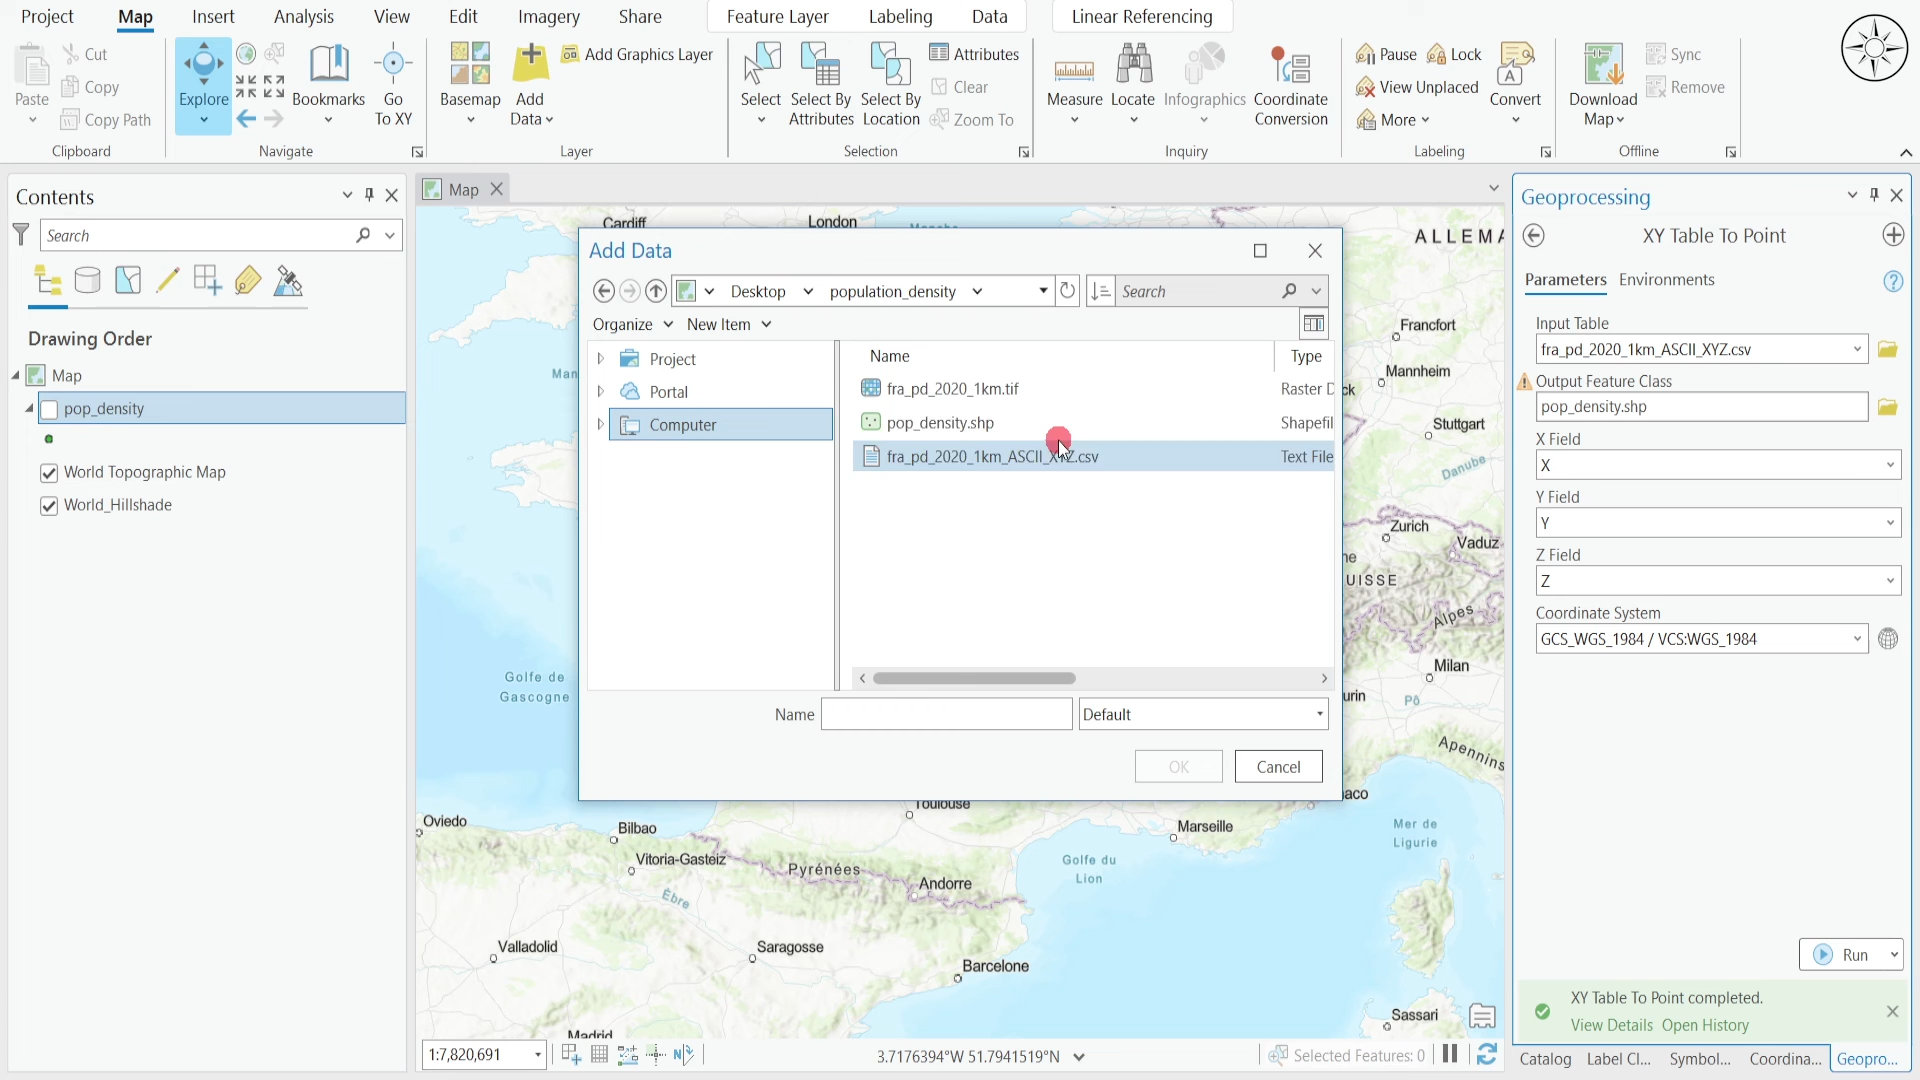 Project Map Insert Analysis View Edit Imagery Share Feature Layer Labeling Data Linear Referencing
Paste Cut
Copy
Copy Path
Clipboard
Explore Bookmarks Go
To XY
Navigate
Basemap Add
Data
Add Graphics Layer
Layer
Select Select By
Attributes
Select By
Location
Attributes
Clear
Zoom To
Selection
Measure Locate Infographics Coordinate
Conversion
Inquiry
Pause Lock
View Unplaced
More
Convert
Labeling
Download
Map
Sync
Remove
Offline
Contents
Search
Drawing Order
Map
pop_density
World Topographic Map
World_Hillshade
Map
Cardiff
London
ALLEMA
Man
Francfort
Mannheim
Stuttgart
Danube
Zurich
Vaduz
UISSE
Alpes
Milan
Pô
urin
Apennins
Golfe de
Gascogne
aco
Toulouse
Oviedo
Bilbao
Marseille
Mer de
Ligurie
Vitoria-Gasteiz
Pyrénées
Golfe du
Lion
Andorre
Èbre
Valladolid
Saragosse
Barcelone
Sassari
Madrid
Add Data
Desktop population_density
Search
Organize New Item
Project
Portal
Computer
Name Type
fra_pd_2020_1km.tif Raster D
pop_density.shp Shapefil
fra_pd_2020_1km_ASCII_XYZ.csv Text File
Name Default
OK Cancel
1:7,820,691
3.7176394°W 51.7941519°N
Selected Features: 0
Geoprocessing
XY Table To Point
Parameters Environments
Input Table
fra_pd_2020_1km_ASCII_XYZ.csv
Output Feature Class
pop_density.shp
X Field
X
Y Field
Y
Z Field
Z
Coordinate System
GCS_WGS_1984 / VCS:WGS_1984
Run
XY Table To Point completed.
View Details Open History
Catalog Label Cl... Symbol... Coordina... Geopro...